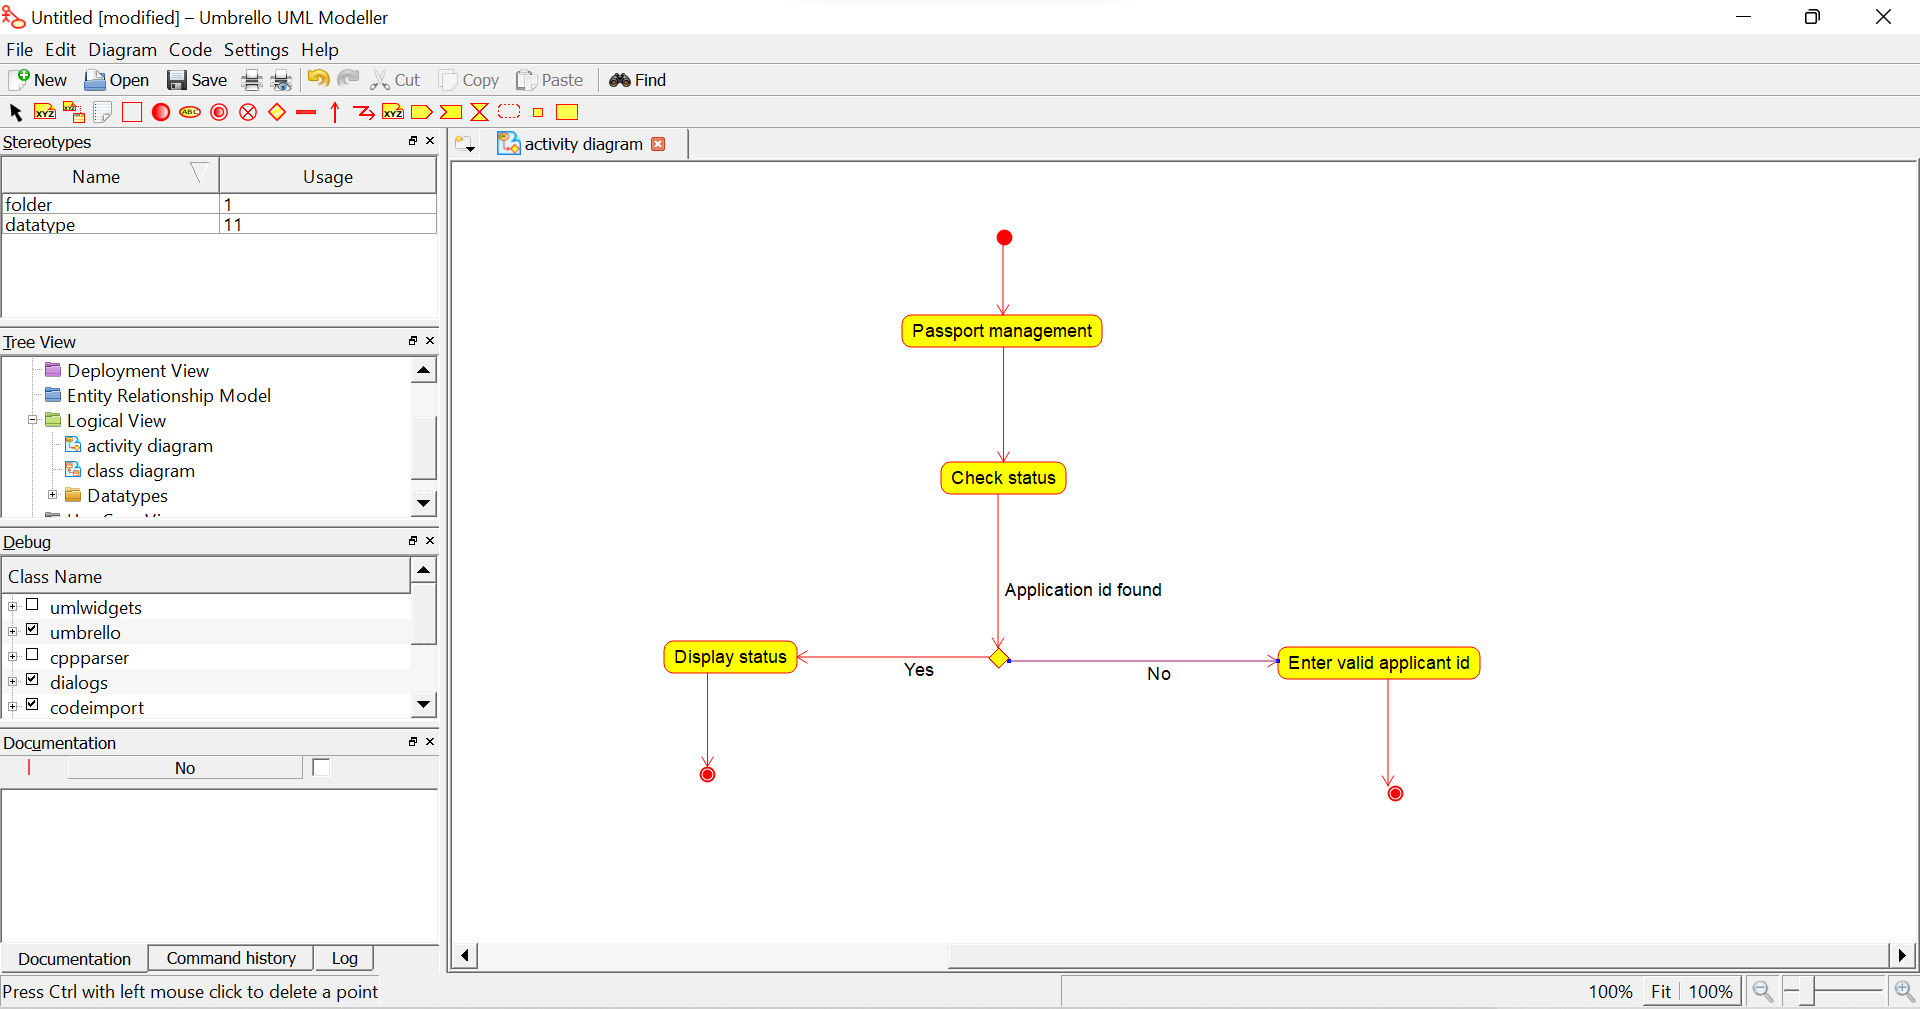 Untitled [modified] – Umbrello UML Modeller
File Edit Diagram Code Settings Help
New Open Save Cut Copy Paste Find
XYZ XYZ ABC XYZ
Stereotypes
Name Usage
folder 1
datatype 11
Tree View
Deployment View
Entity Relationship Model
Logical View
activity diagram
class diagram
Datatypes
Debug
Class Name
umlwidgets
umbrello
cppparser
dialogs
codeimport
Documentation
No
Documentation Command history Log
Press Ctrl with left mouse click to delete a point
activity diagram
Passport management
Check status
Application id found
Display status
Yes
No
Enter valid applicant id
100% Fit 100%